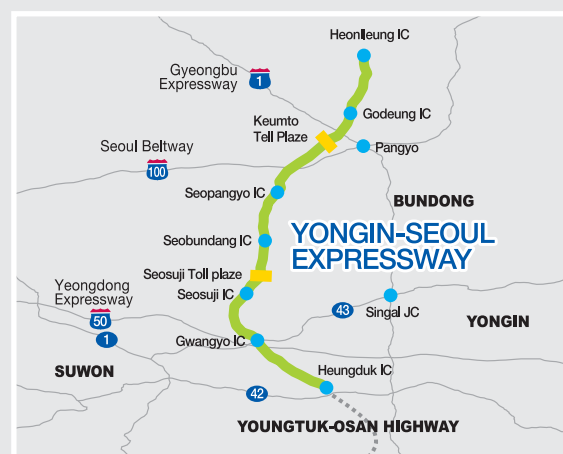 Heonlleung IC
Gyeongbu
Expressway
1
Godeung IC
Keumto
Tell Plaze
Pangyo
Seoul Beltway
100
Seopangyo IC
BUNDONG
YONGIN-SEOUL
EXPRESSWAY
Seobundang IC
Seosuji Toll plaze
Seosuji IC
Yeongdong
Expressway
50
1
43
Singal JC
YONGIN
Gwangyo IC
SUWON
Heungduk IC
42
YOUNGTUK-OSAN HIGHWAY